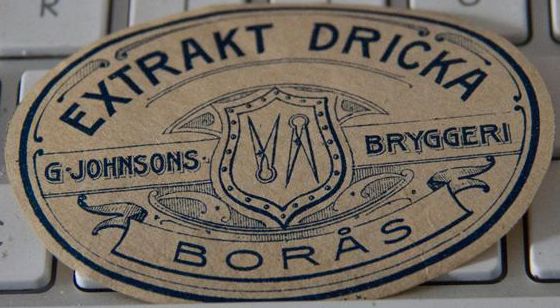 EXTRAKT DRICKA
G. JOHNSONS. BRYGGERI
BORÅS